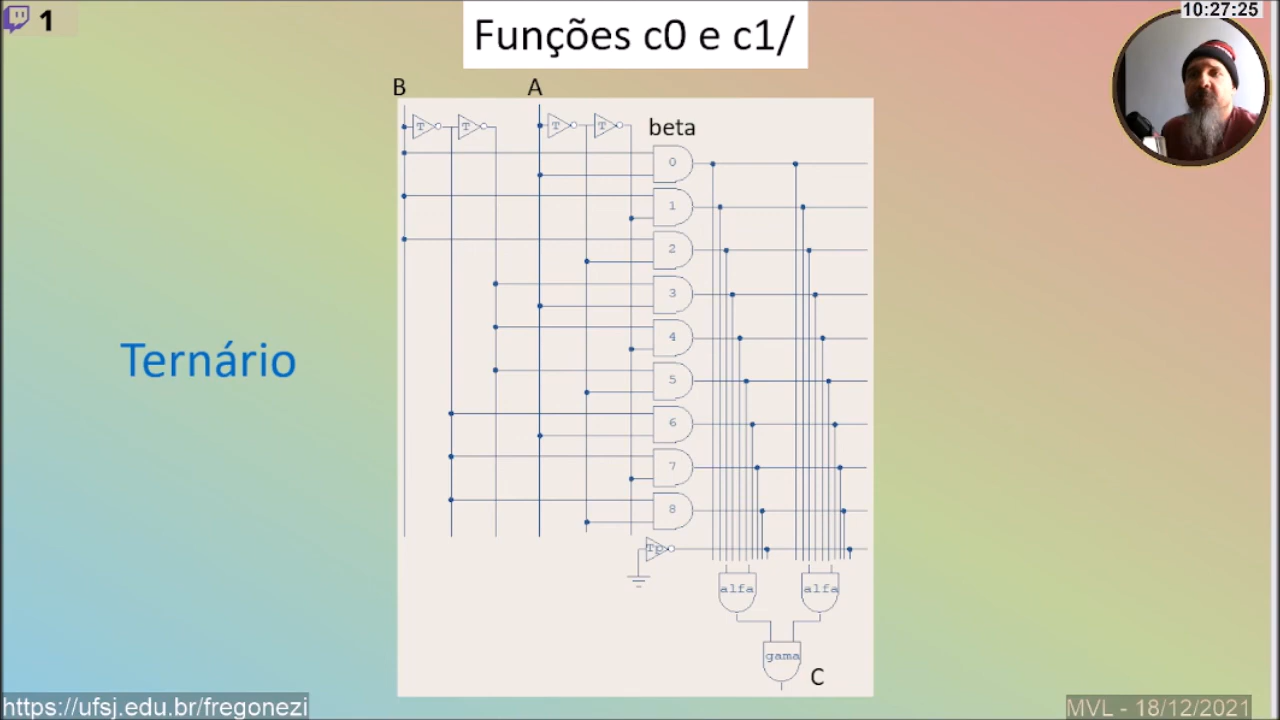 1
10:27:25
Funções c0 e c1/
B
A
T
T
T
T
beta
0
1
2
3
4
5
6
7
8
Ternário
alfa
alfa
gama
C
https://ufsj.edu.br/fregonezi
MVL - 18/12/2021